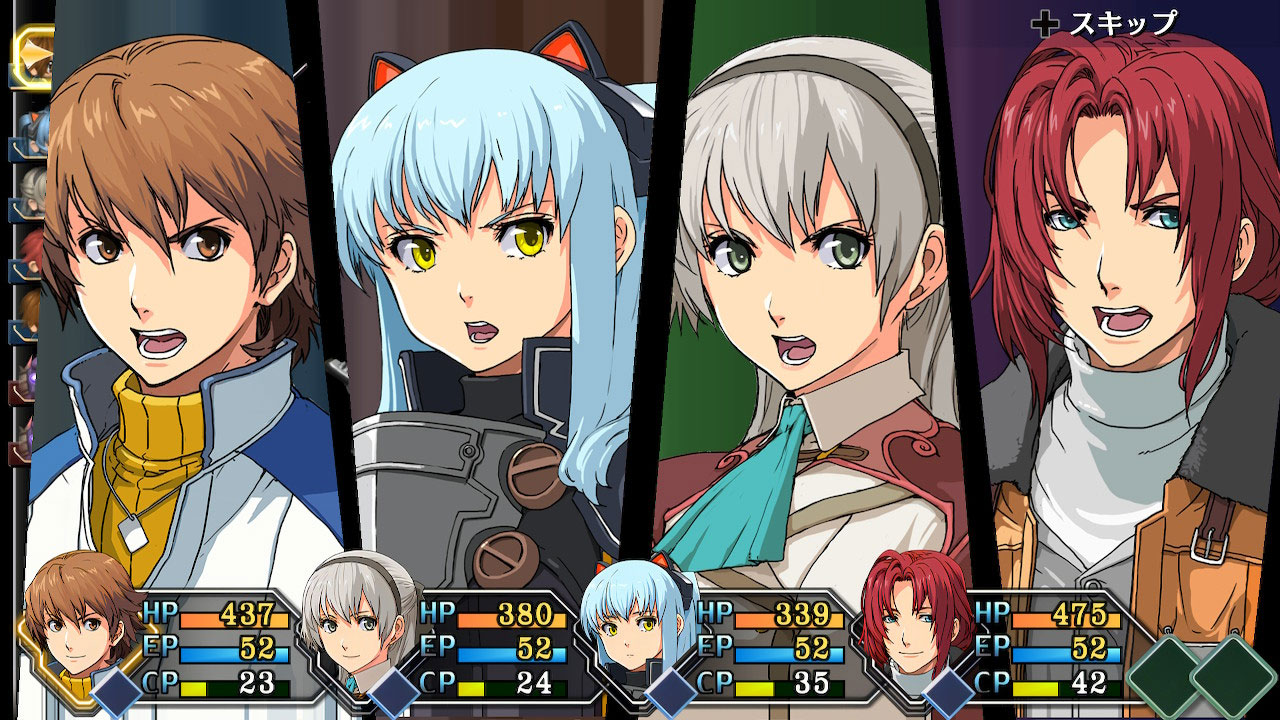 スキップ
HP 437
EP 52
CP 23
HP 380
EP 52
CP 24
HP 339
EP 52
CP 35
HP 475
EP 52
CP 42